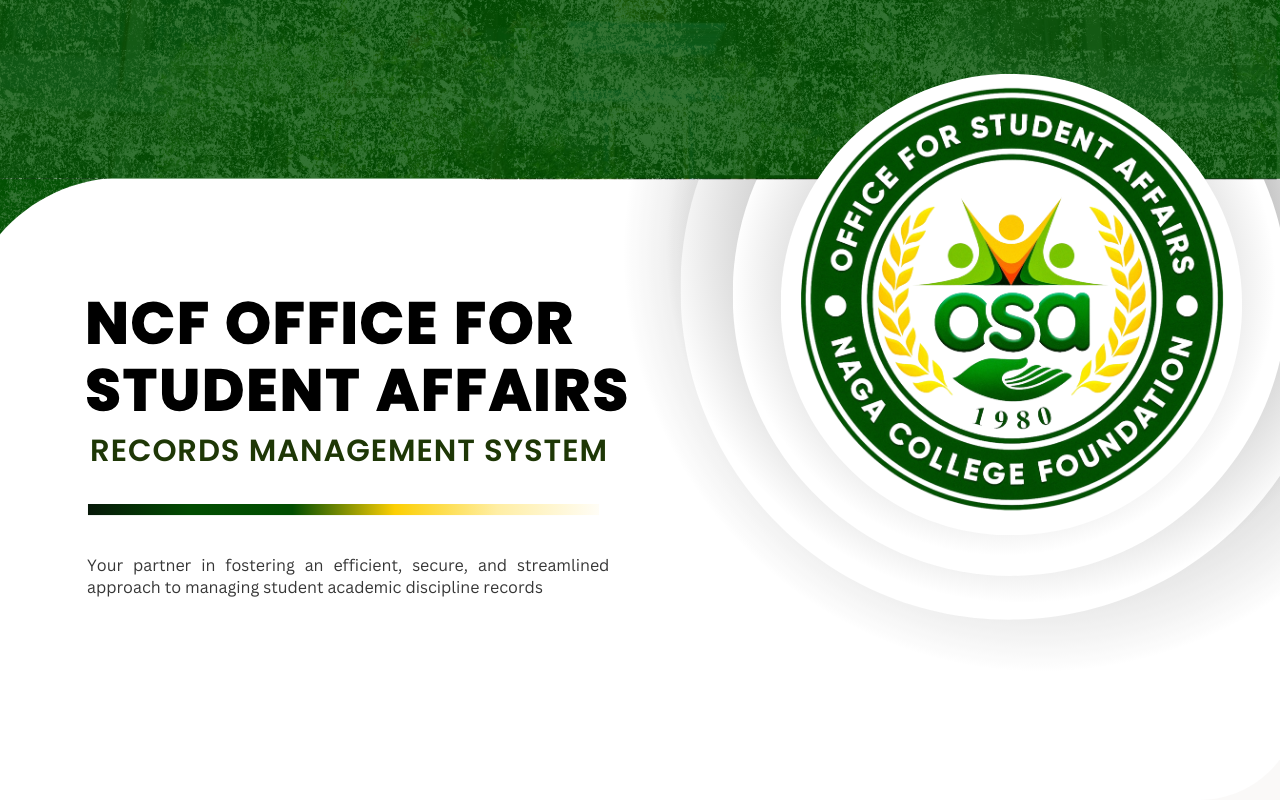 NCF OFFICE FOR
STUDENT AFFAIRS
RECORDS MANAGEMENT SYSTEM
Your partner in fostering an efficient, secure, and streamlined
approach to managing student academic discipline records
OFFICE FOR STUDENT AFFAIRS
osa
1980
NAGA COLLEGE FOUNDATION